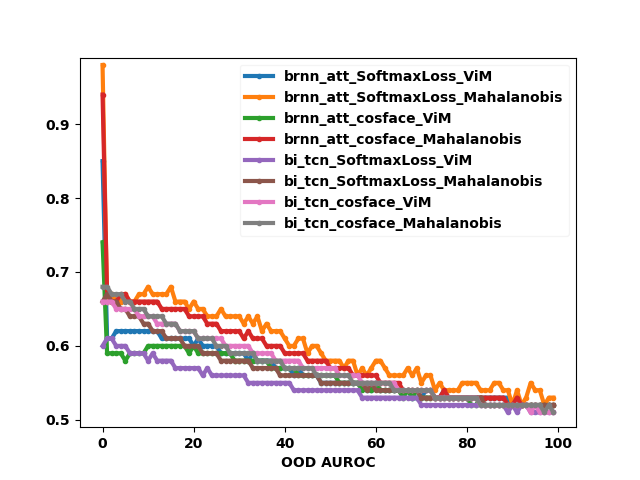 brnn_att_SoftmaxLoss_ViM
brnn_att_SoftmaxLoss_Mahalanobis
brnn_att_cosface_ViM
brnn_att_cosface_Mahalanobis
bi_tcn_SoftmaxLoss_ViM
bi_tcn_SoftmaxLoss_Mahalanobis
bi_tcn_cosface_ViM
bi_tcn_cosface_Mahalanobis
0.9
0.8
0.7
0.6
0.5
0 20 40 60 80 100
OOD AUROC